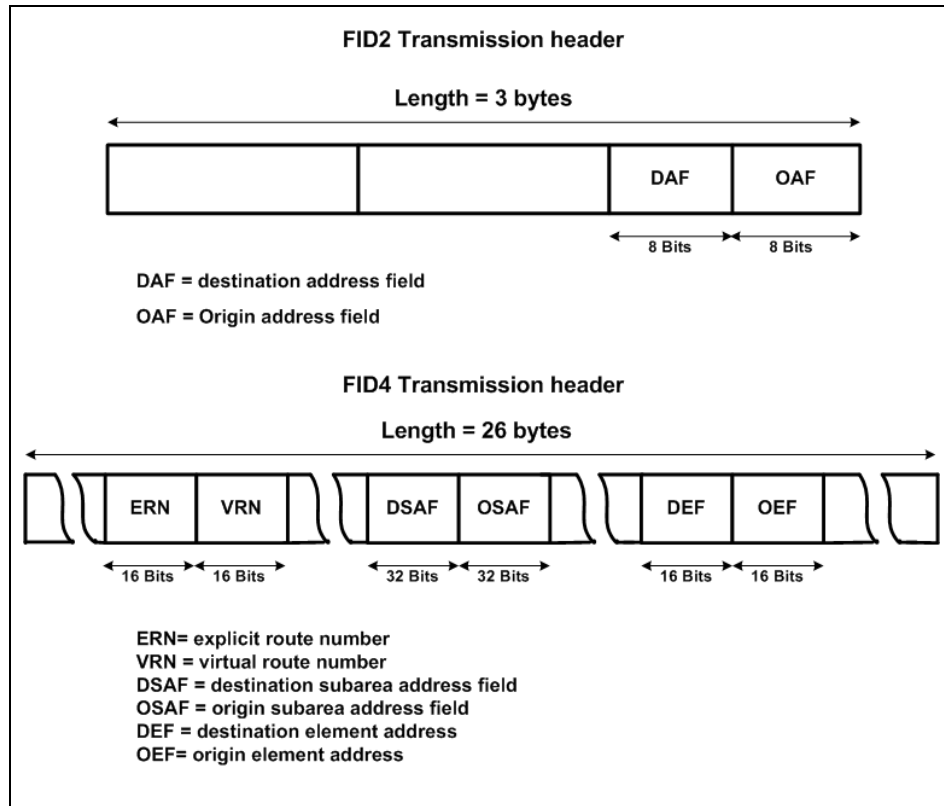 FID2 Transmission header
Length = 3 bytes
DAF OAF
8 Bits 8 Bits
DAF = destination address field
OAF = Origin address field
FID4 Transmission header
Length = 26 bytes
ERN VRN DSAF OSAF DEF OEF
16 Bits 16 Bits 32 Bits 32 Bits 16 Bits 16 Bits
ERN= explicit route number
VRN = virtual route number
DSAF = destination subarea address field
OSAF = origin subarea address field
DEF = destination element address
OEF= origin element address